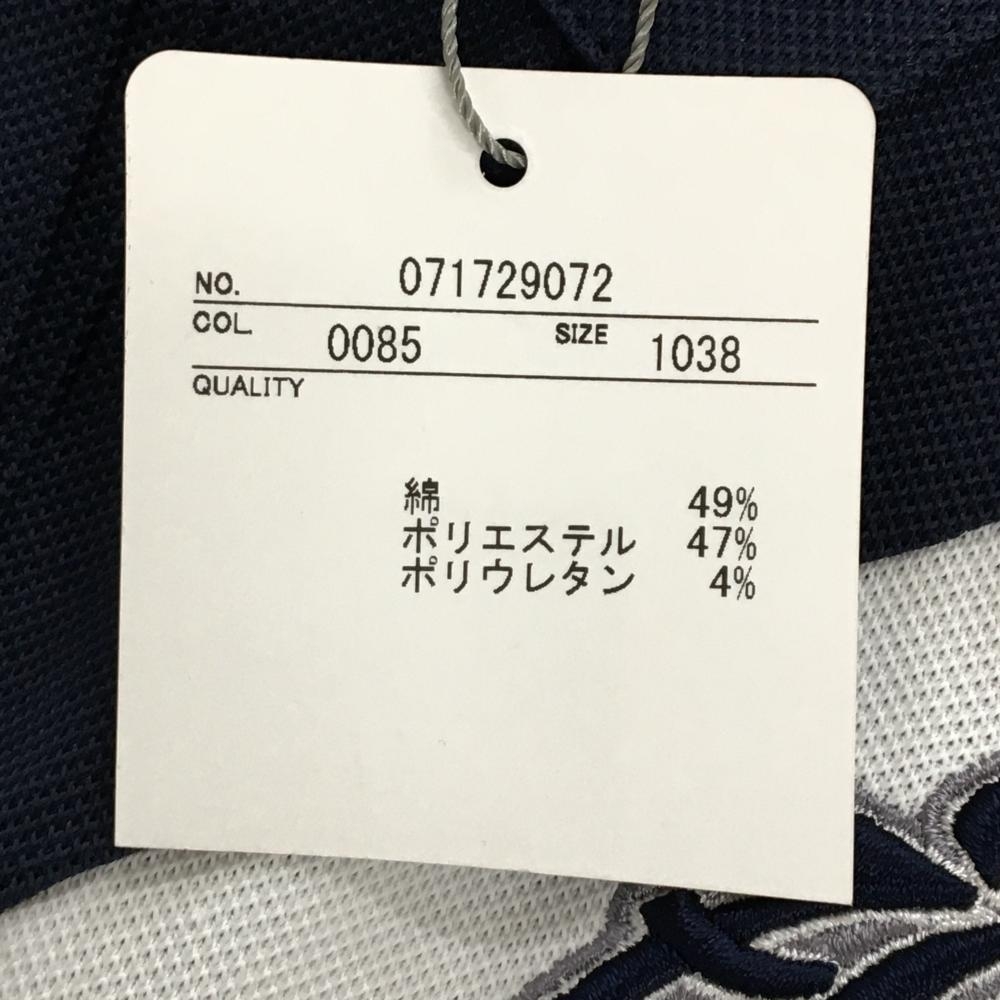 NO. 071729072
COL. 0085 SIZE 1038
QUALITY
綿 49%
ポリエステル 47%
ポリウレタン 4%